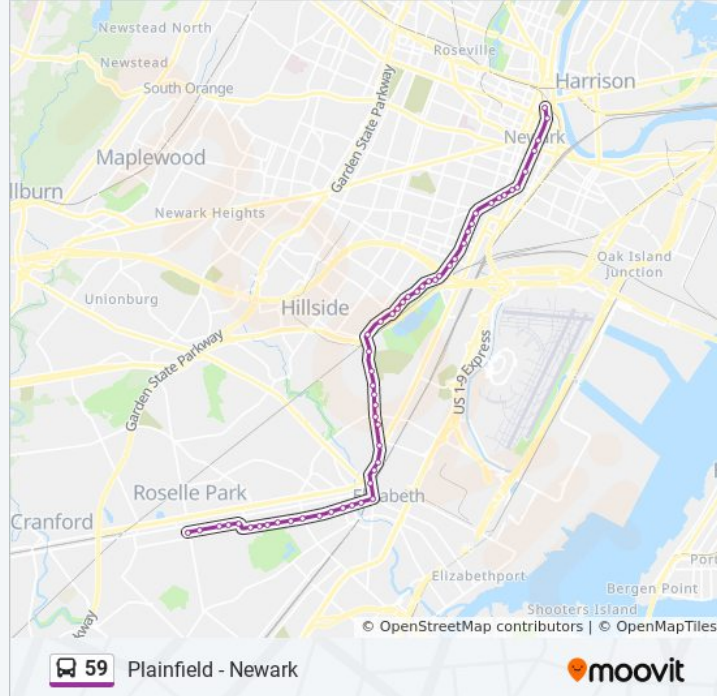 Newstead North
Roseville
Newstead
Harrison
South Orange
Garden State Parkway
Newark
Maplewood
llburn
Newark Heights
Oak Island
Junction
Unionburg
Hillside
Garden State Parkway
US 1-9 Express
Roselle Park
Elizabeth
Cranford
Port
Elizabethport
Bergen Point
Shooters Island
kway
© OpenStreetMap contributors | © OpenMapTiles
59 Plainfield - Newark
moovit